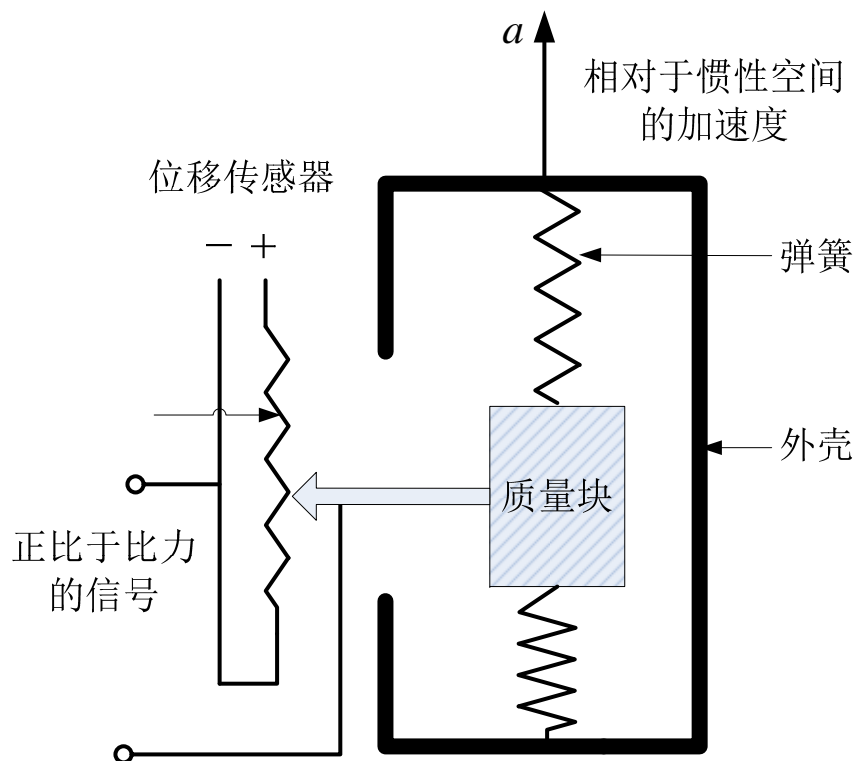 a
相对于惯性空间
的加速度
位移传感器
− +
弹簧
外壳
质量块
正比于比力
的信号